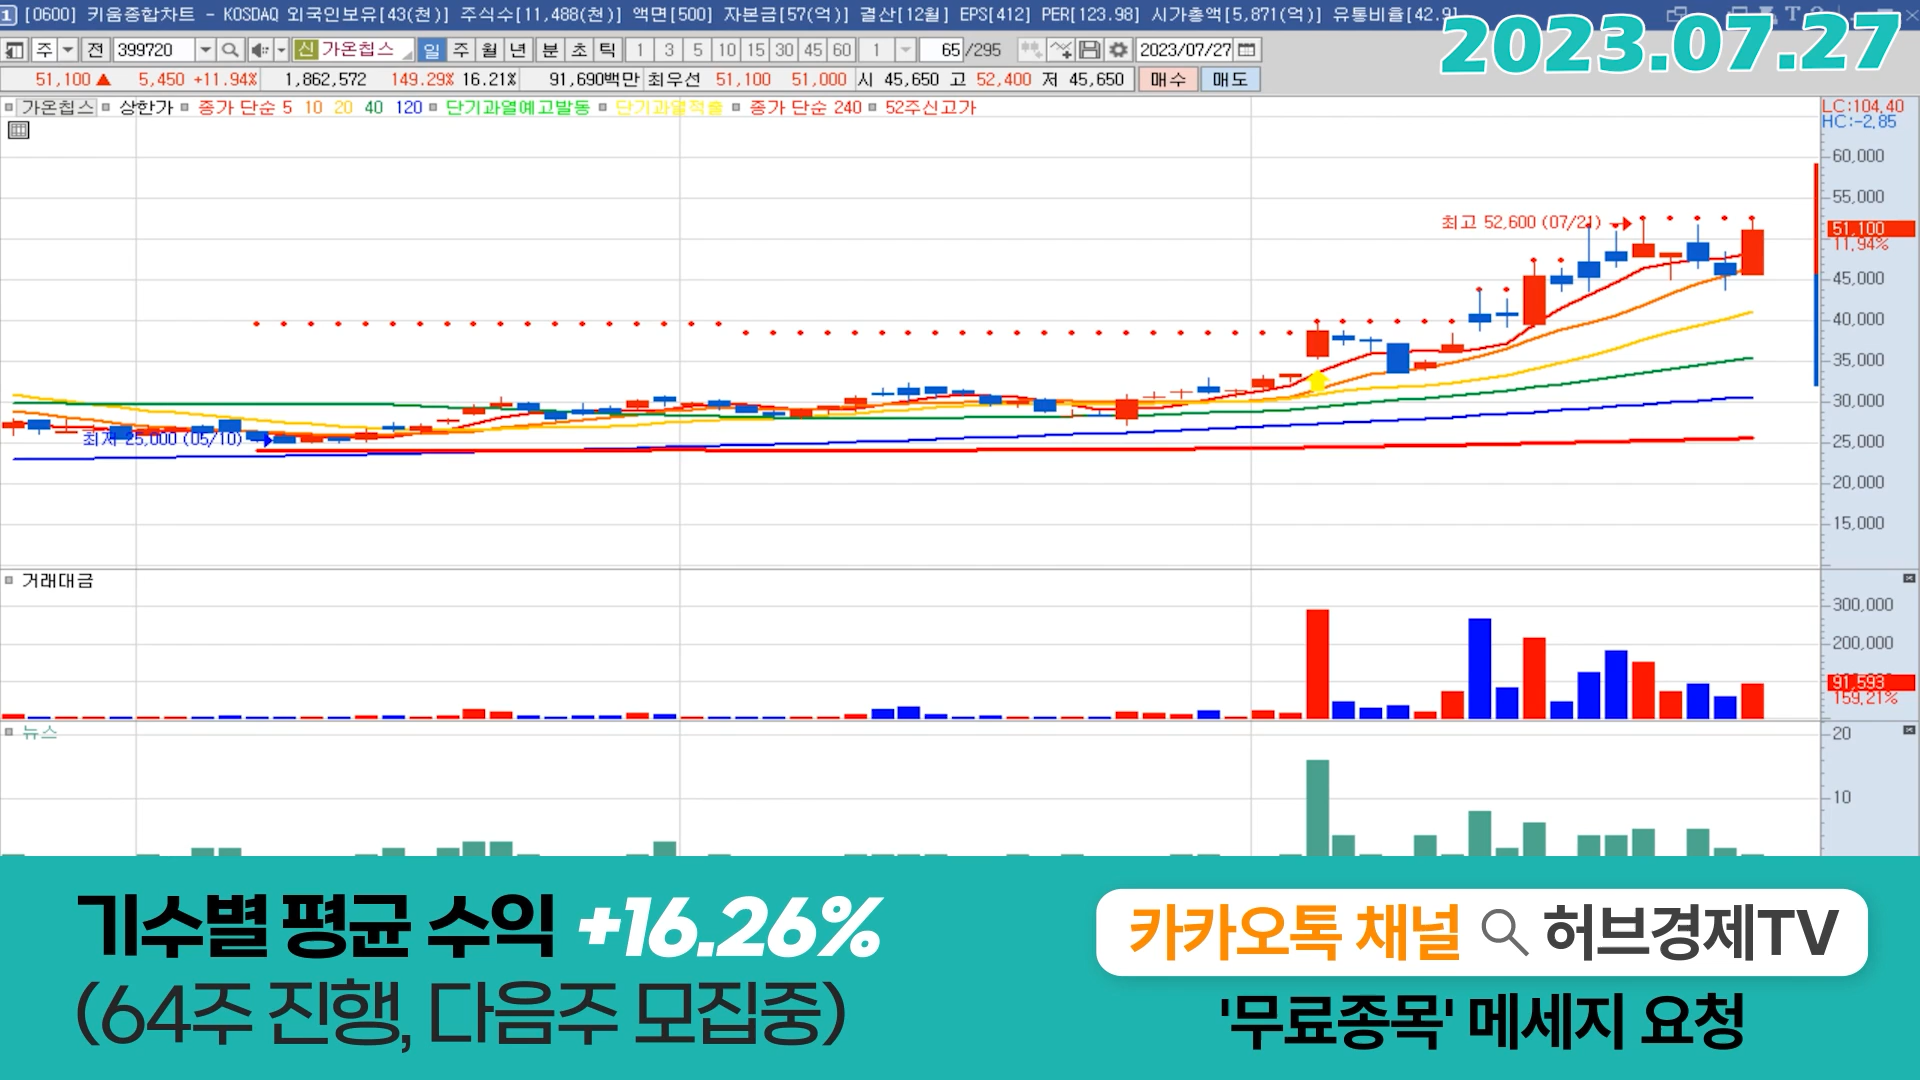 [0600] 키움종합차트 - KOSDAQ 외국인보유[43(천)] 주식수[11,488(천)] 액면[500] 자본금[57(억)] 결산[12월] EPS[412] PER[123.98] 시가총액[5,871(억)] 유통비율[42.9]
2023.07.27
주 전 399720 신 가온칩스 일 주 월 년 분 초 틱 1 3 5 10 15 30 45 60 1 65 /295 2023/07/27
51,100 ▲ 5,450 +11.94% 1,862,572 149.29% 16.21% 91,690백만 최우선 51,100 51,000 시 45,650 고 52,400 저 45,650 매수 매도
가온칩스 상한가 종가 단순 5 10 20 40 120 단기과열예고발동 단기과열적출 종가 단순 240 52주신고가
LC:104.40
HC:-2.85
60,000
55,000
최고 52,600 (07/21)
51,100
11.94%
45,000
40,000
35,000
30,000
최저 25,000 (05/10)
25,000
20,000
15,000
거래대금
300,000
200,000
91,593
159.21%
뉴스
20
10
기수별 평균 수익 +16.26%
(64주 진행, 다음주 모집중)
카카오톡 채널 허브경제TV
'무료종목' 메세지 요청